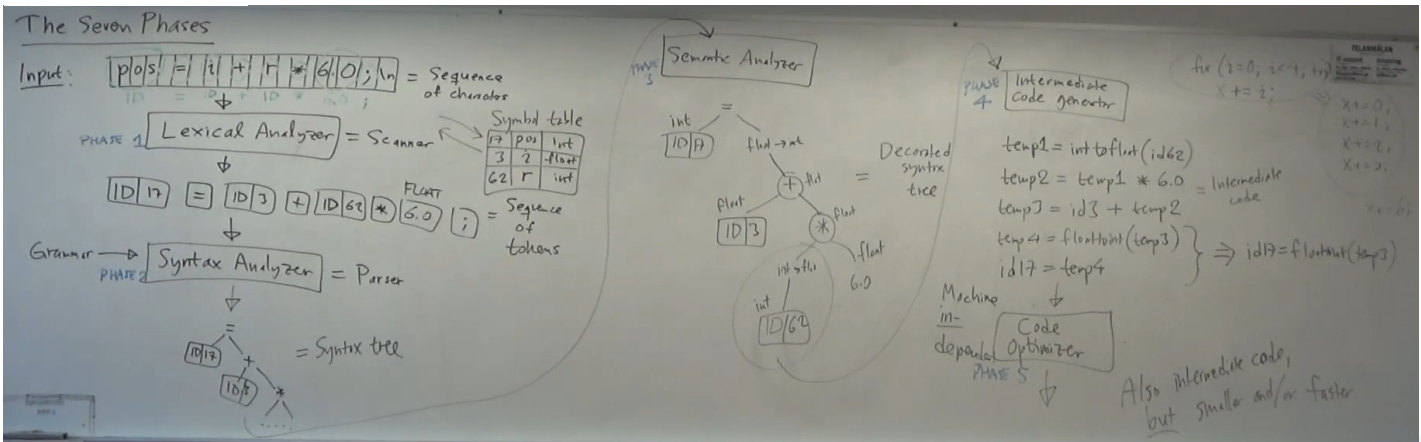 The Seven Phases
Input:
pos = i + r * 6.0 ; \n = Sequence of characters
ID = ID + ID * 6.0 ;
PHASE 1
Lexical Analyzer = Scanner
Symbol table
17 pos int
3 i float
62 r int
FLOAT
ID 17 = ID 3 + ID 62 * 6.0 ; = Sequence of tokens
Grammar
PHASE 2
Syntax Analyzer = Parser
=
ID 17
+
ID 3
*
.....
= Syntax tree
PHASE 3
Semantic Analyzer
=
int
ID 17
float → int
+ float
float
ID 3
* float
int → float
float
6.0
int
ID 62
= Decorated
syntax
tree
PHASE 4
Intermediate
Code generator
temp1 = inttofloat(id62)
temp2 = temp1 * 6.0
temp3 = id3 + temp2
temp4 = floattoint(temp3)
id17 = temp4
= Intermediate
code
⇒ id17 = floattoint(temp3)
Machine
in-
dependent
Code
Optimizer
PHASE 5
Also intermediate code,
but smaller and/or faster
for (i=0; i<4; ++i)
x += i;
⇒ x+=0;
x+=1;
x+=2;
x+=3;
x+=6;
FELANMÄLAN